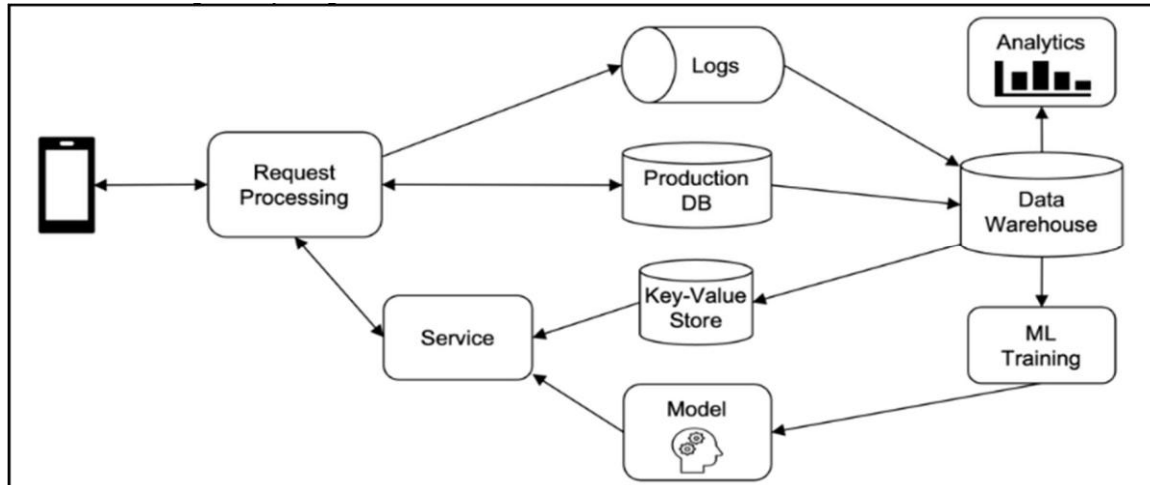 Logs
Analytics
Request
Processing
Production
DB
Data
Warehouse
Key-Value
Store
Service
ML
Training
Model